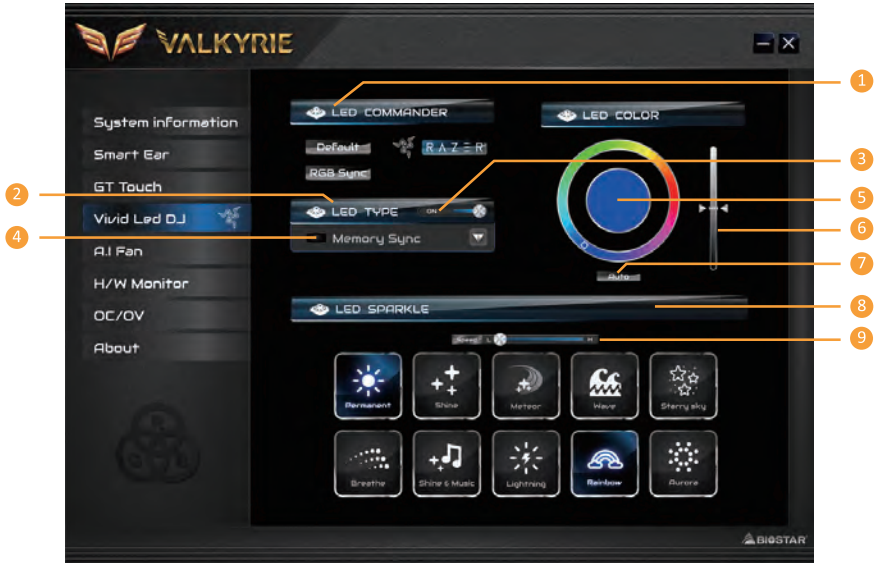 VALKYRIE
1
LED COMMANDER
LED COLOR
System information
Default
RAZER
3
Smart Ear
RGB Sync
GT Touch
2
LED TYPE
ON
5
Vivid Led DJ
6
4
Memory Sync
A.I Fan
7
H/W Monitor
Auto
8
LED SPARKLE
OC/OV
Speed L H
9
About
Permanent
Shine
Meteor
Wave
Starry sky
Breathe
Shine & Music
Lightning
Rainbow
Aurora
BIOSTAR